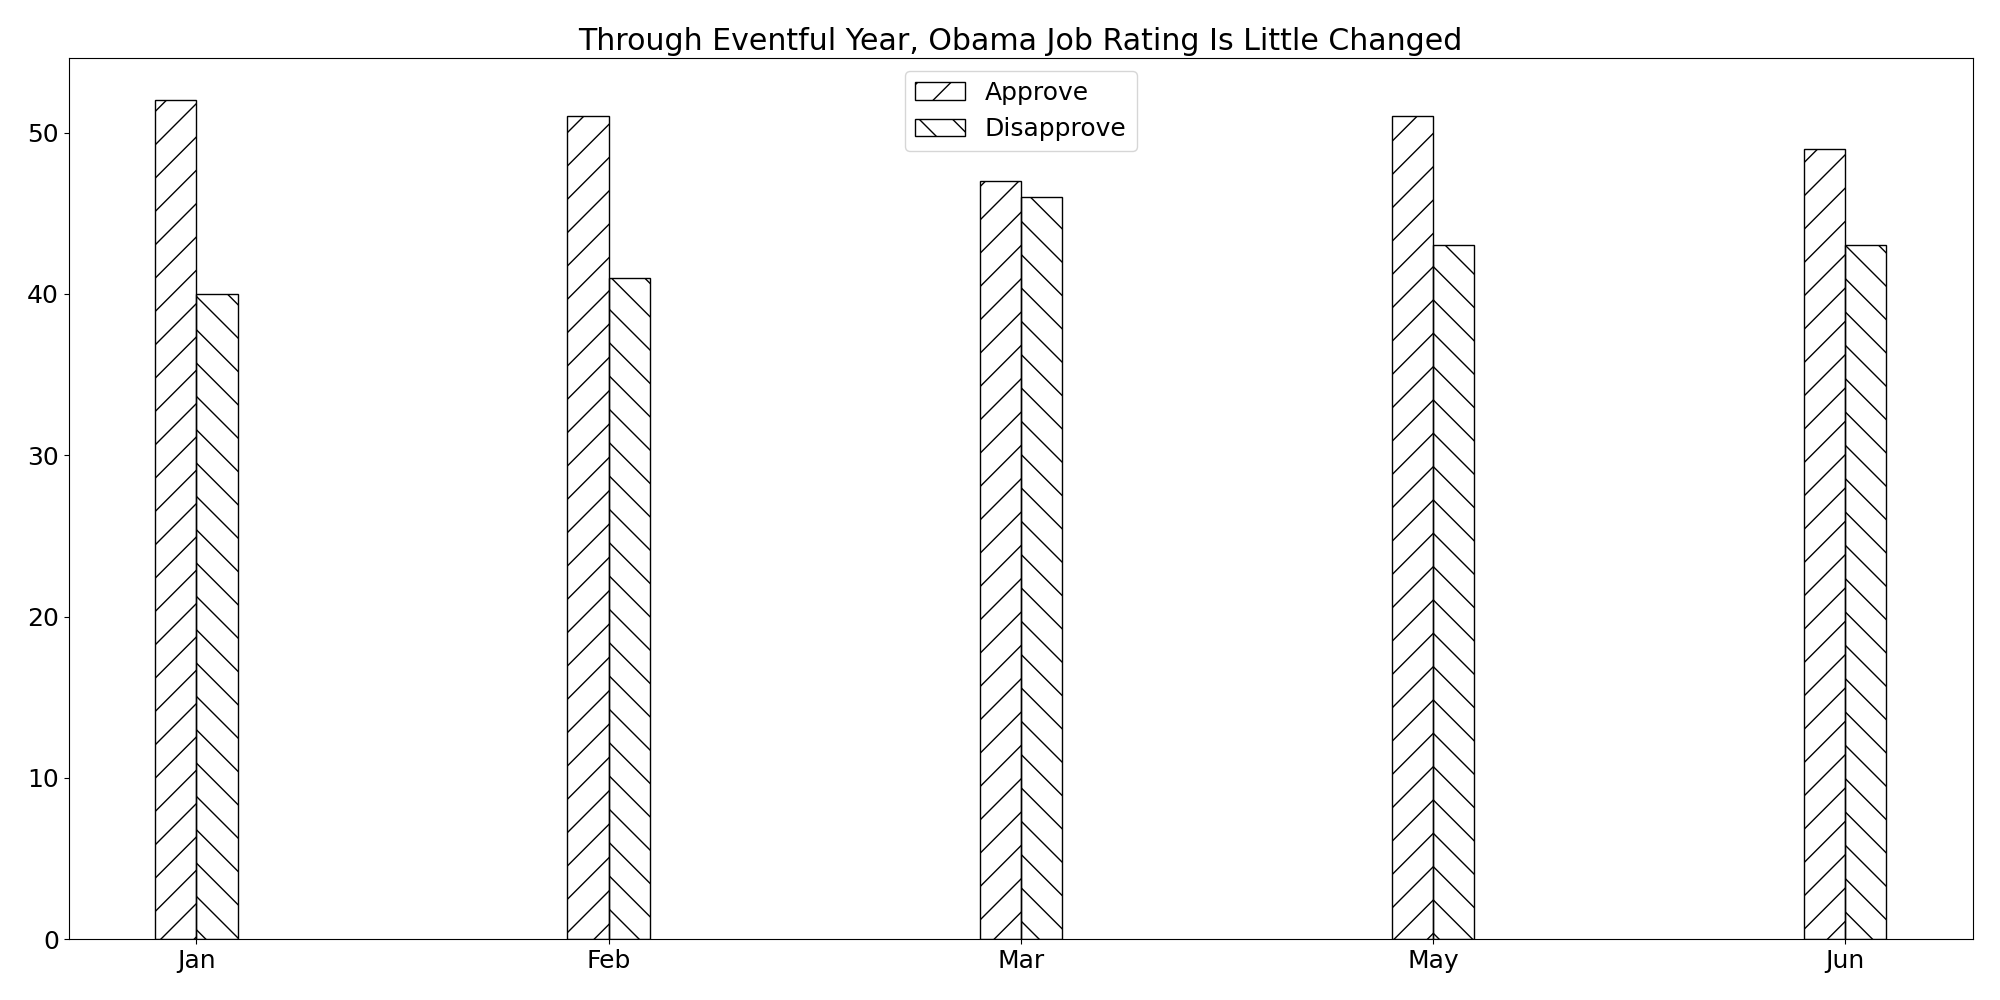 Through Eventful Year, Obama Job Rating Is Little Changed
Approve
Disapprove
50
40
30
20
10
0
Jan Feb Mar May Jun